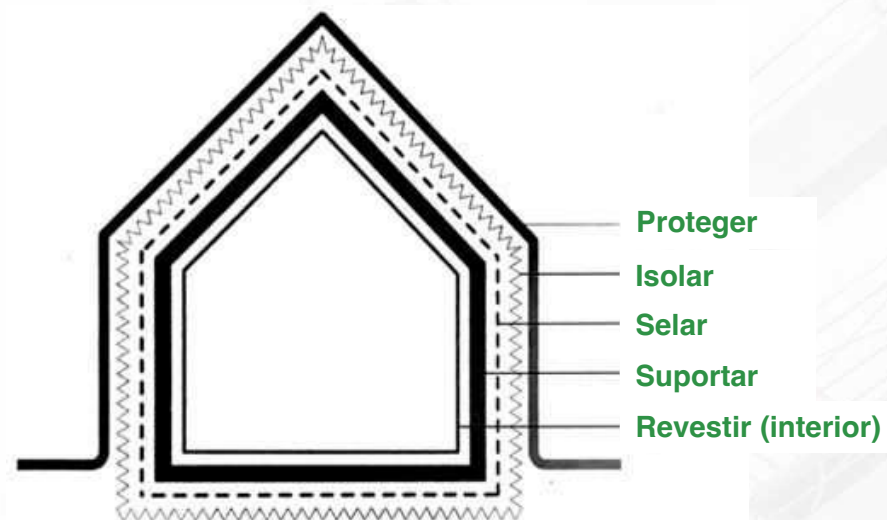 Proteger
Isolar
Selar
Suportar
Revestir (interior)